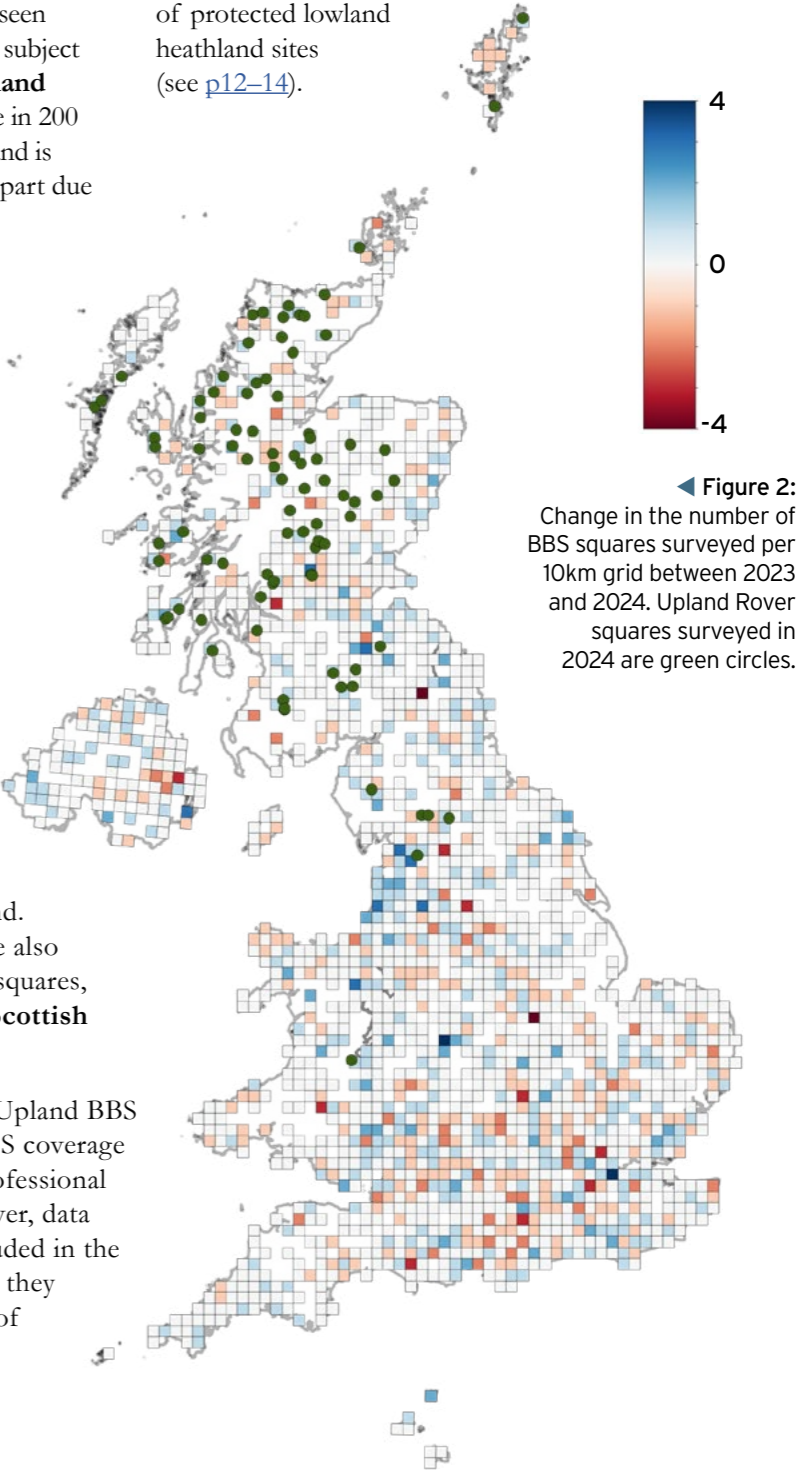 seen
subject
land
e in 200
nd is
part due
of protected lowland
heathland sites
(see p12–14).
4
0
-4
◀ Figure 2:
Change in the number of
BBS squares surveyed per
10km grid between 2023
and 2024. Upland Rover
squares surveyed in
2024 are green circles.
nd.
e also
squares,
cottish
Upland BBS
S coverage
ofessional
ver, data
uded in the
they
of